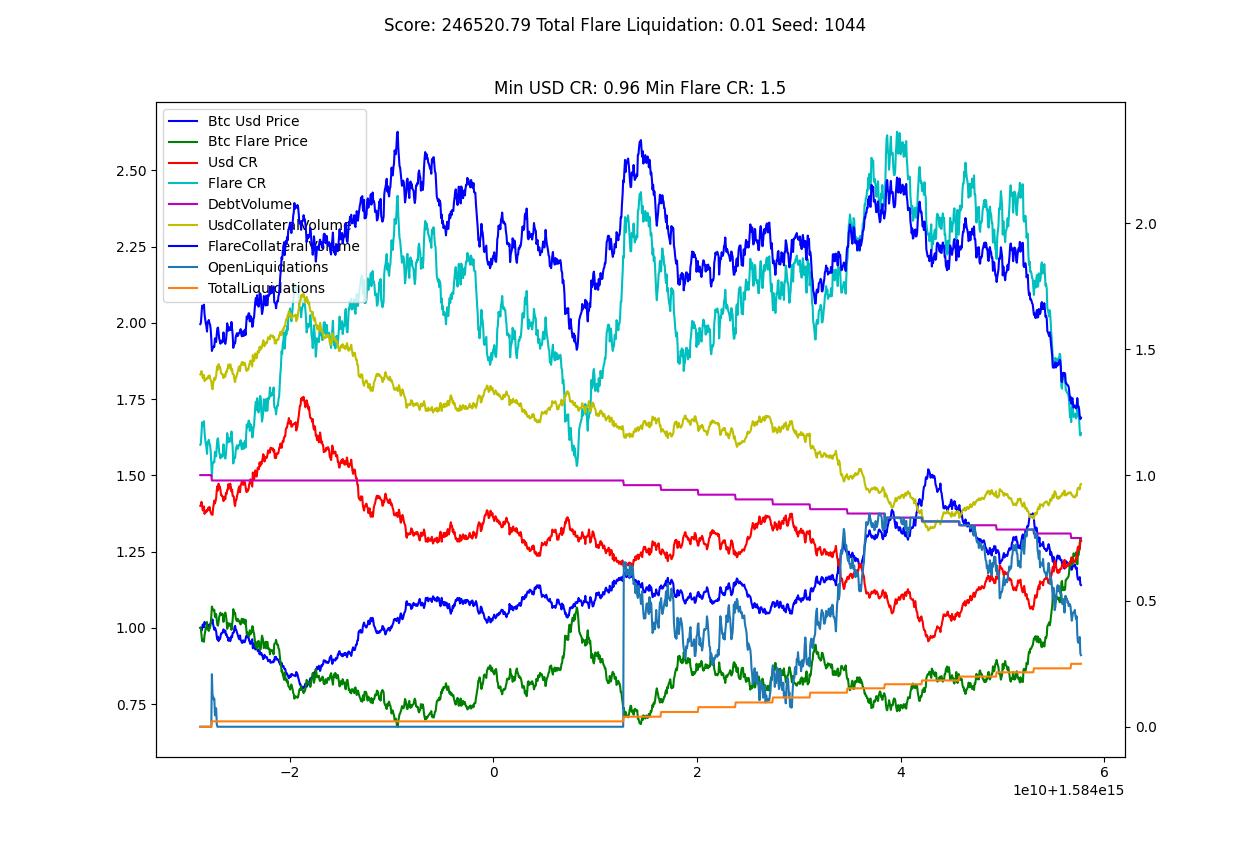 Score: 246520.79 Total Flare Liquidation: 0.01 Seed: 1044
Min USD CR: 0.96 Min Flare CR: 1.5
Btc Usd Price
Btc Flare Price
Usd CR
Flare CR
DebtVolume
UsdCollateralVolume
FlareCollateralVolume
OpenLiquidations
TotalLiquidations
2.50
2.25
2.00
1.75
1.50
1.25
1.00
0.75
2.0
1.5
1.0
0.5
0.0
−2
0
2
4
6
1e10+1.584e15